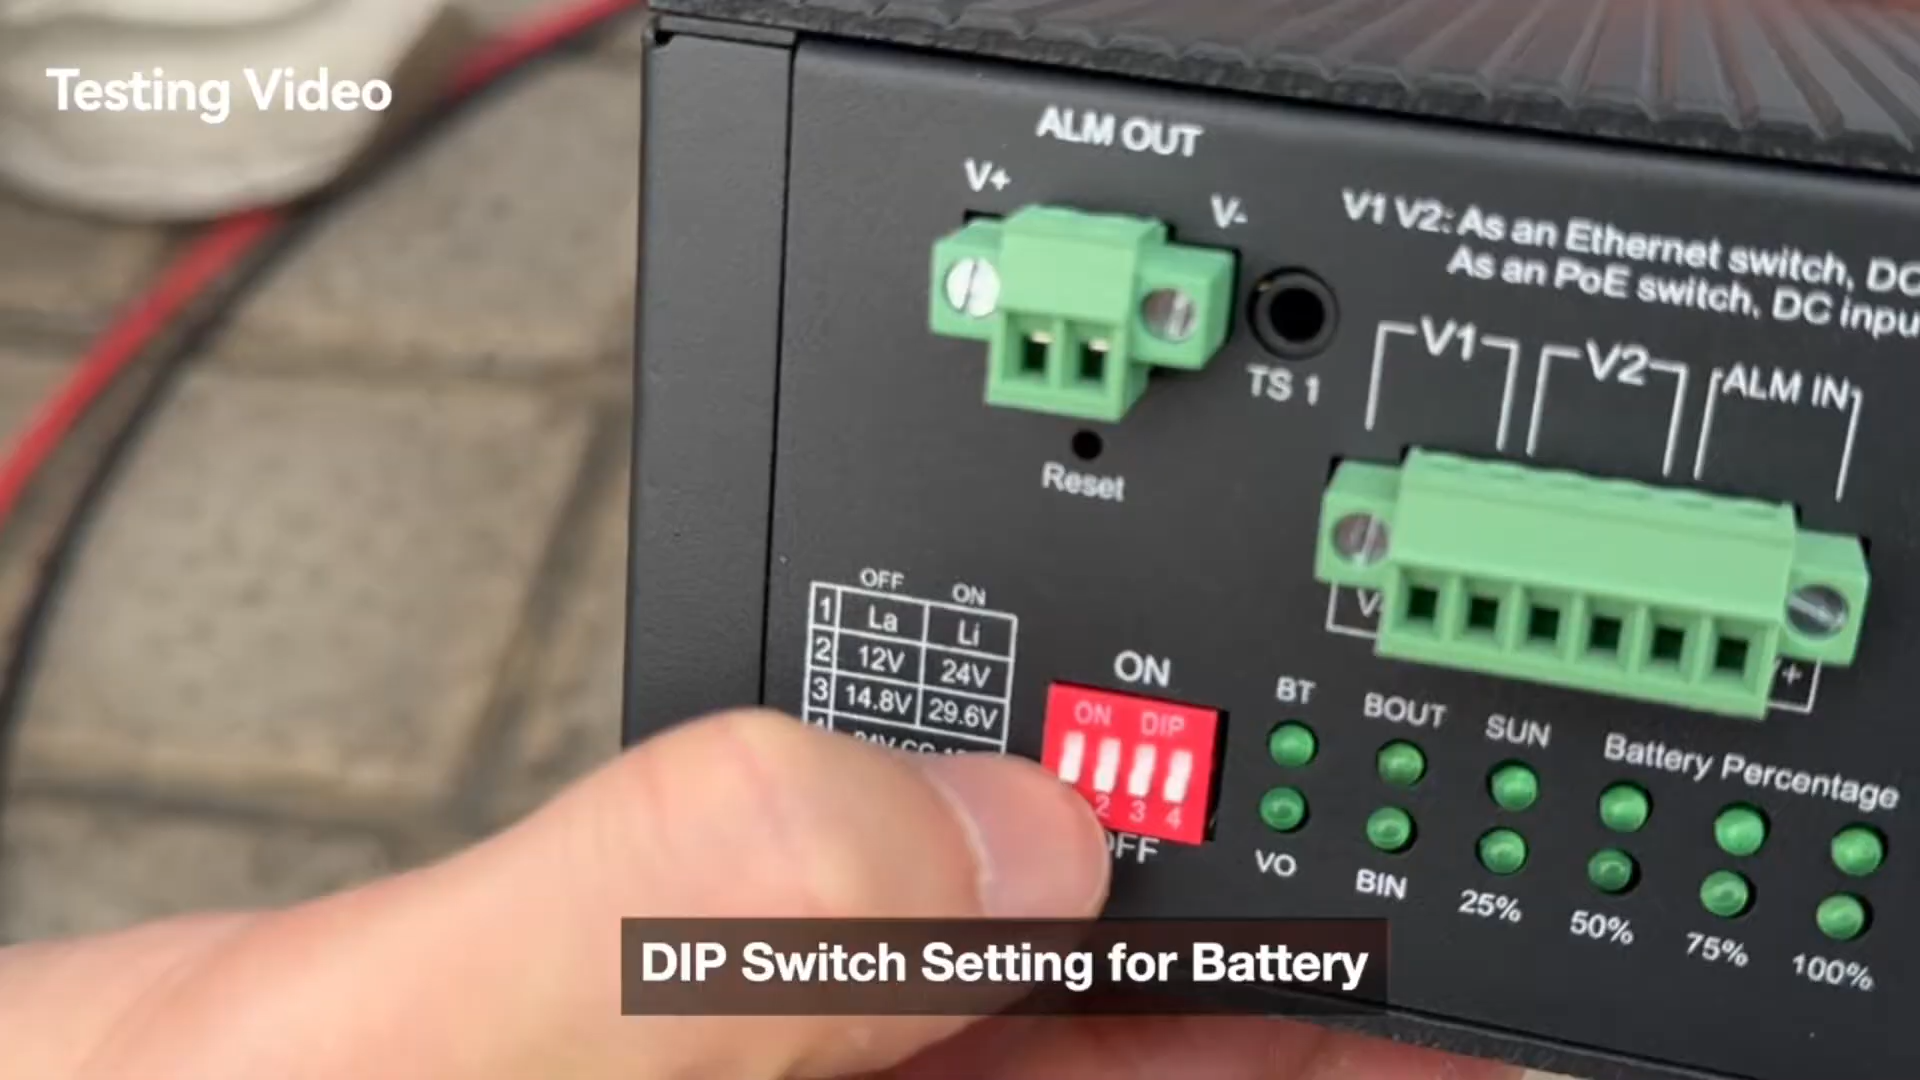 Testing Video
ALM OUT
V+
V-
V1 V2: As an Ethernet switch, DC
As an PoE switch, DC inpu
TS 1
V1
V2
ALM IN
Reset
OFF ON
1 La Li
2 12V 24V
3 14.8V 29.6V
24V CC
V-
+
ON
ON DIP
2 3 4
OFF
BT
BOUT
SUN
Battery Percentage
VO
BIN
25%
50%
75%
100%
DIP Switch Setting for Battery